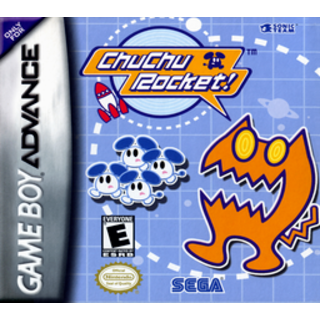 ONLY FOR
GAME BOY ADVANCE
SONIC TEAM
ChuChu
Rocket!
TM
EVERYONE
E
ESRB
Official
Nintendo
Seal of Quality
SEGA